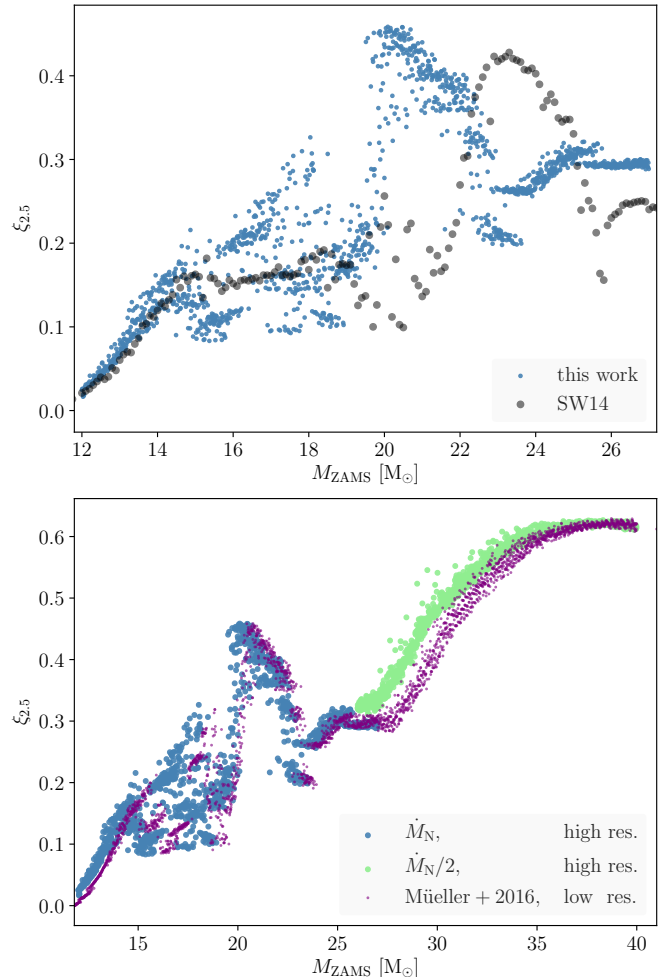 0.4
0.3
ξ2.5
0.2
0.1
0.0
this work
SW14
12 14 16 18 20 22 24 26
MZAMS [M⊙]
0.6
0.5
0.4
ξ2.5
0.3
0.2
0.1
0.0
ṀN, high res.
ṀN/2, high res.
Müeller + 2016, low res.
15 20 25 30 35 40
MZAMS [M⊙]